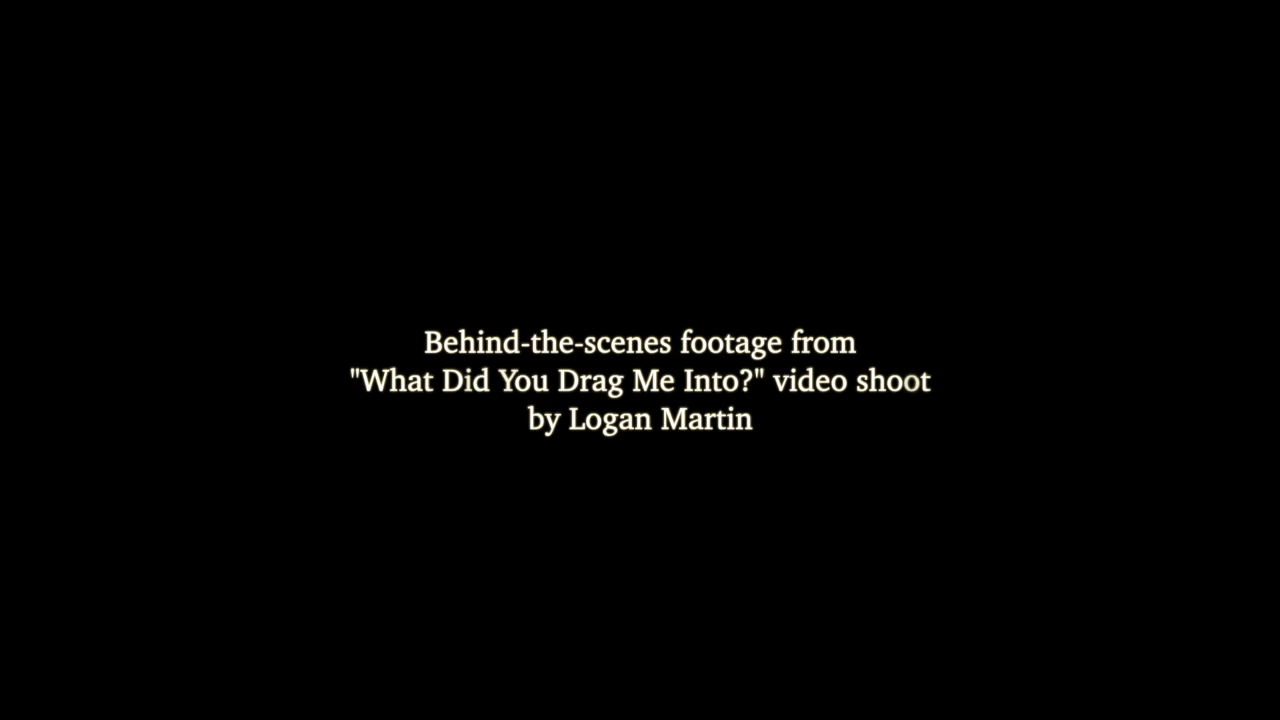 Behind-the-scenes footage from
"What Did You Drag Me Into?" video shoot
by Logan Martin